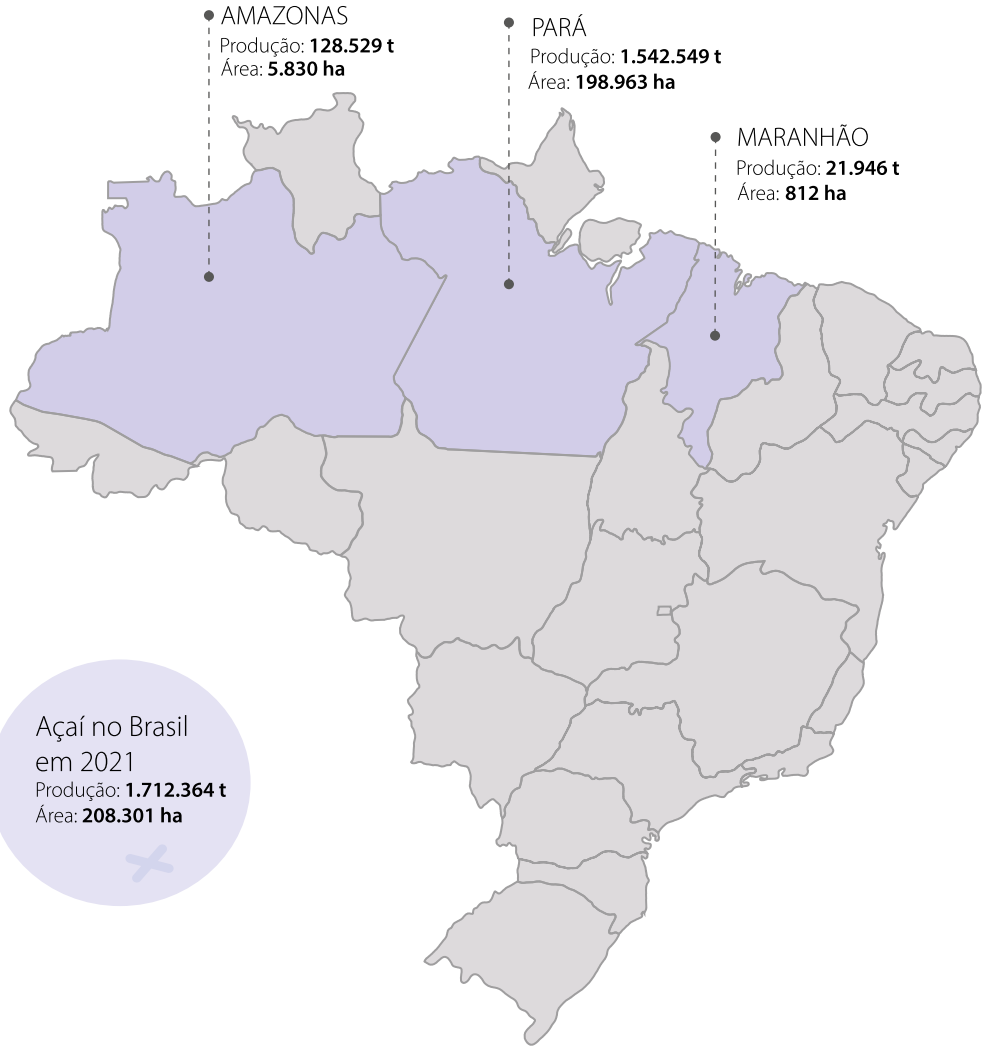 AMAZONAS
Produção: 128.529 t
Área: 5.830 ha
PARÁ
Produção: 1.542.549 t
Área: 198.963 ha
MARANHÃO
Produção: 21.946 t
Área: 812 ha
Açaí no Brasil
em 2021
Produção: 1.712.364 t
Área: 208.301 ha